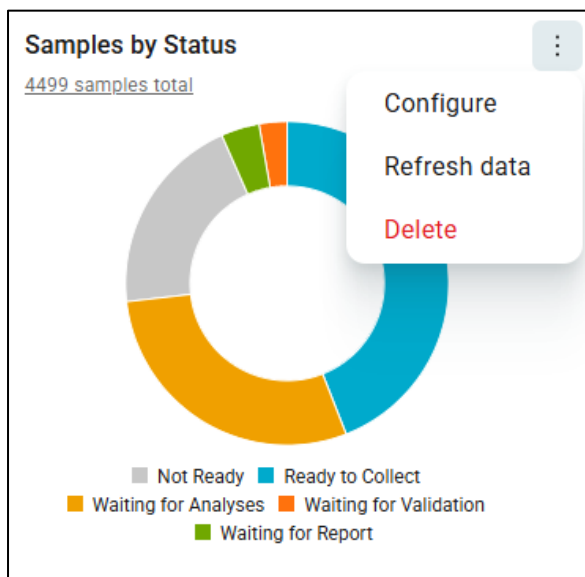 Samples by Status
4499 samples total
Configure
Refresh data
Delete
Not Ready Ready to Collect
Waiting for Analyses Waiting for Validation
Waiting for Report